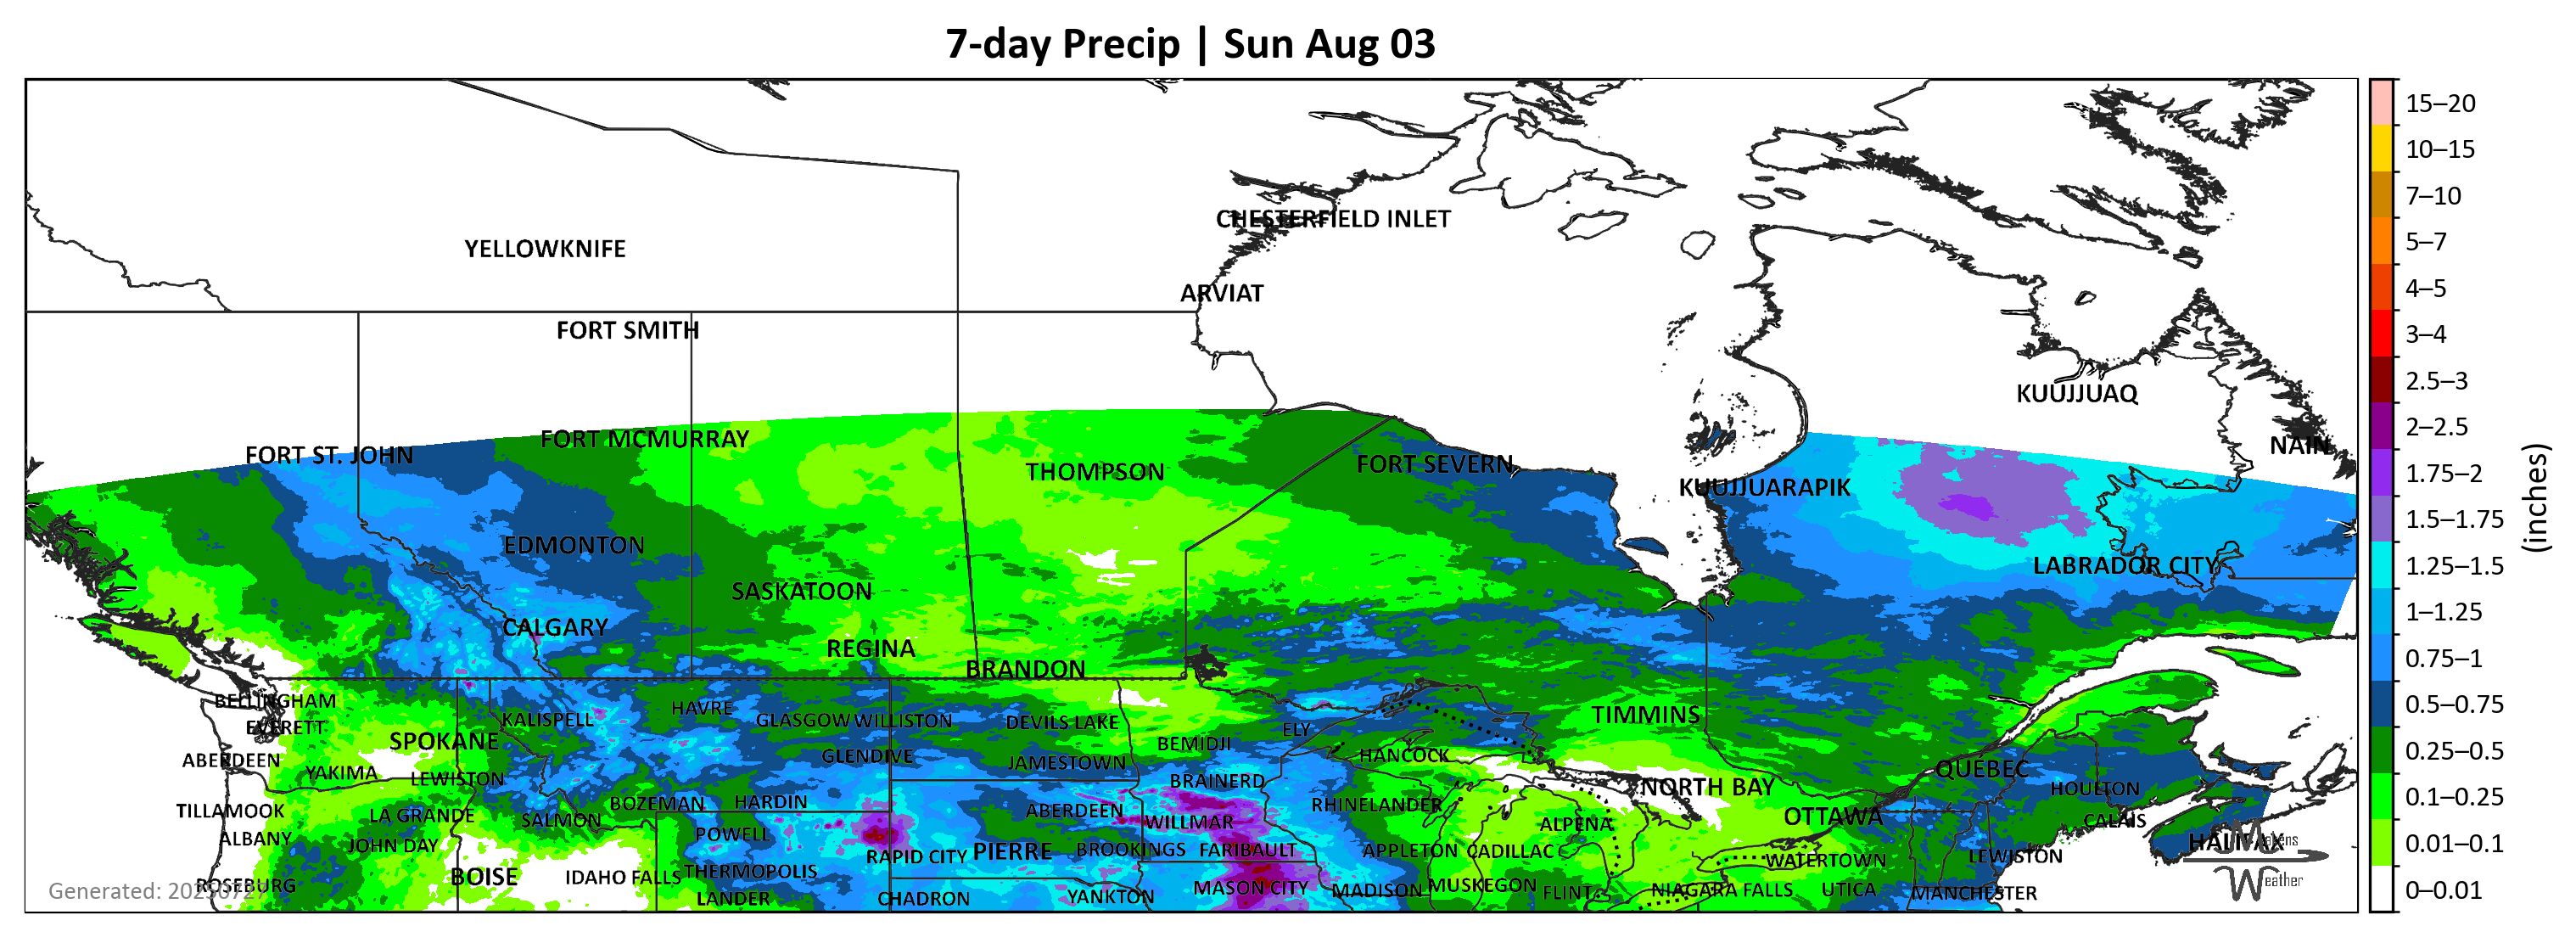 7-day Precip | Sun Aug 03
CHESTERFIELD INLET
YELLOWKNIFE
ARVIAT
FORT SMITH
KUUJJUAQ
FORT MCMURRAY
NAIN
FORT ST. JOHN
THOMPSON
FORT SEVERN
KUUJJUARAPIK
EDMONTON
LABRADOR CITY
SASKATOON
CALGARY
REGINA
BRANDON
BELLINGHAM
HAVRE
KALISPELL
GLASGOW
WILLISTON
DEVILS LAKE
TIMMINS
EVERETT
ELY
SPOKANE
BEMIDJI
ABERDEEN
GLENDIVE
JAMESTOWN
HANCOCK
QUÉBEC
YAKIMA
LEWISTON
BRAINERD
NORTH BAY
HOULTON
TILLAMOOK
LA GRANDE
BOZEMAN
HARDIN
ABERDEEN
RHINELANDER
OTTAWA
SALMON
WILLMAR
ALPENA
CALAIS
ALBANY
JOHN DAY
POWELL
HALIFAX
RAPID CITY
PIERRE
BROOKINGS
FARIBAULT
APPLETON
CADILLAC
WATERTOWN
LEWISTON
BOISE
IDAHO FALLS
THERMOPOLIS
ROSEBURG
MASON CITY
MADISON
MUSKEGON
FLINT
NIAGARA FALLS
UTICA
MANCHESTER
LANDER
CHADRON
YANKTON
Weather
15–20
10–15
7–10
5–7
4–5
3–4
2.5–3
2–2.5
1.75–2
1.5–1.75
1.25–1.5
1–1.25
0.75–1
0.5–0.75
0.25–0.5
0.1–0.25
0.01–0.1
0–0.01
(inches)